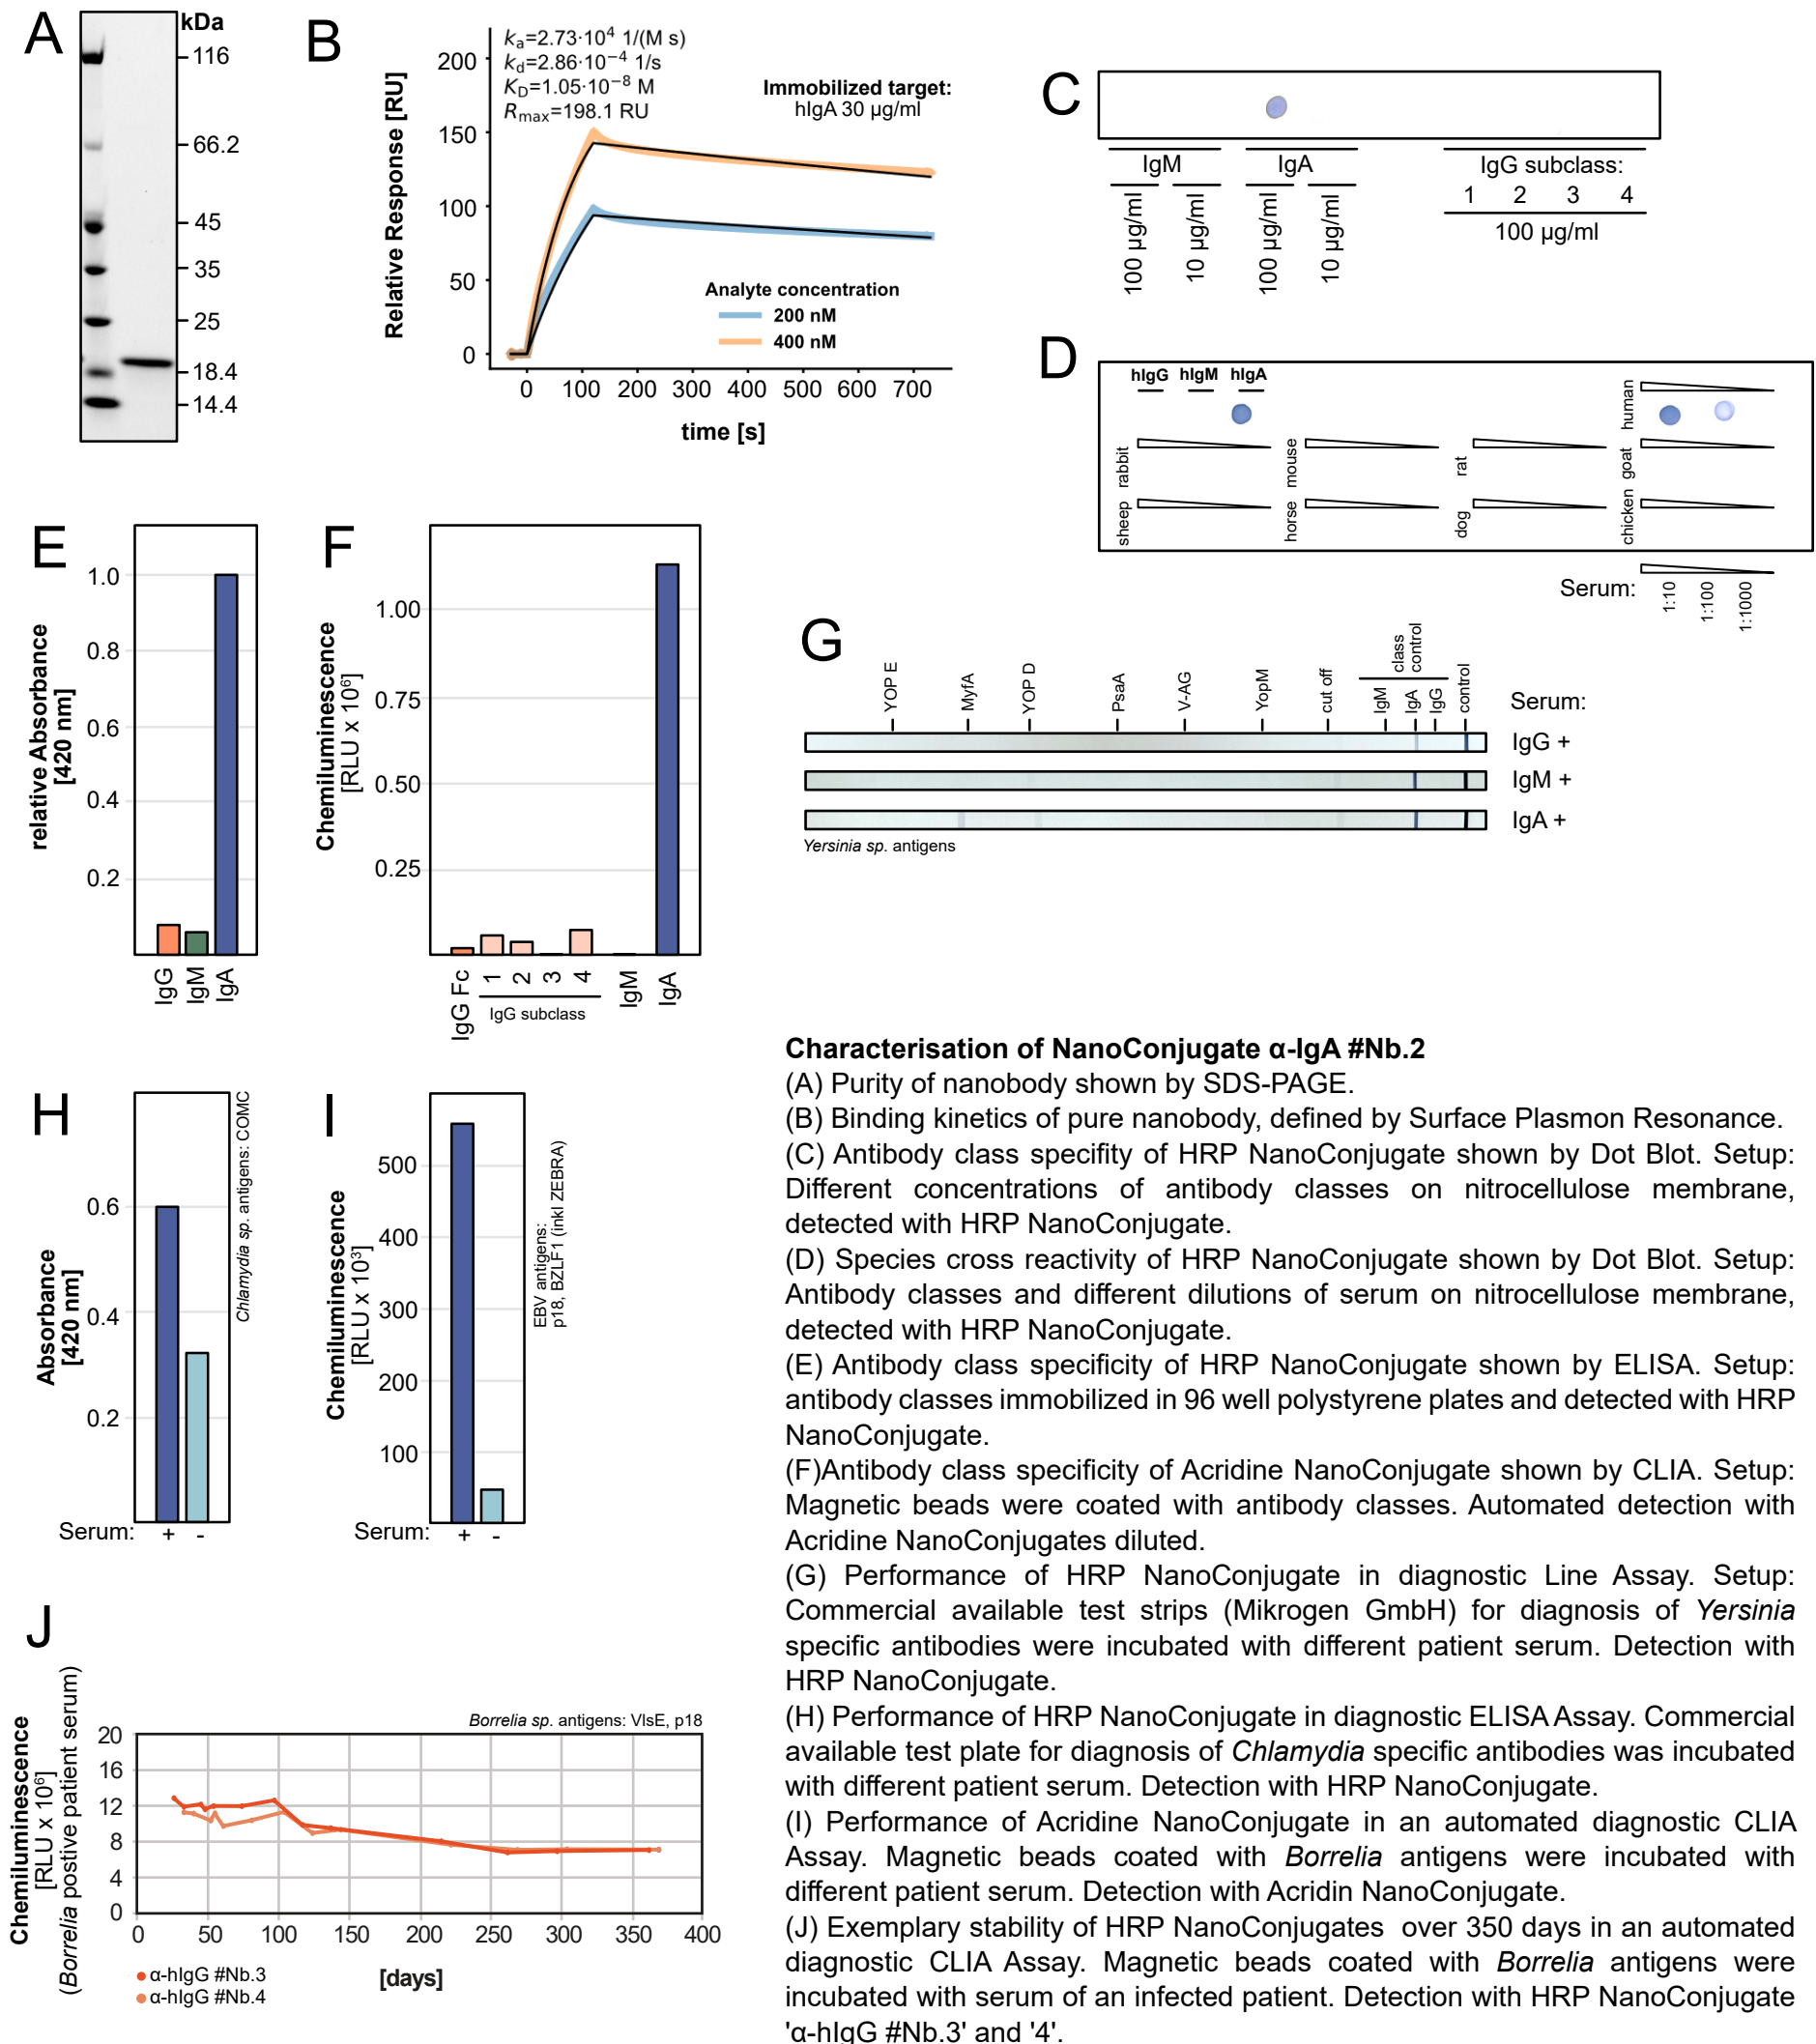 A
kDa
116
66.2
45
35
25
18.4
14.4
B
Relative Response [RU]
200
150
100
50
0
kₐ=2.73·10⁴ 1/(M s)
k_d=2.86·10⁻⁴ 1/s
K_D=1.05·10⁻⁸ M
R_max=198.1 RU
Immobilized target:
hIgA 30 µg/ml
Analyte concentration
200 nM
400 nM
0 100 200 300 400 500 600 700
time [s]
C
IgM IgA IgG subclass:
1 2 3 4
100 µg/ml 10 µg/ml 100 µg/ml 10 µg/ml
100 µg/ml
D
hIgG hIgM hIgA
human
rabbit mouse rat goat
sheep horse dog chicken
Serum:
1:10 1:100 1:1000
E
relative Absorbance
[420 nm]
1.0
0.8
0.6
0.4
0.2
IgG IgM IgA
F
Chemiluminescence
[RLU x 10⁶]
1.00
0.75
0.50
0.25
IgG Fc 1 2 3 4 IgM IgA
IgG subclass
G
YOP E MyfA YOP D PsaA V-AG YopM cut off IgM IgA IgG control
class
control
Serum:
IgG +
IgM +
IgA +
Yersinia sp. antigens
H
Absorbance
[420 nm]
0.6
0.4
0.2
Serum: + -
Chlamydia sp. antigens: COMC
I
Chemiluminescence
[RLU x 10³]
500
400
300
200
100
Serum: + -
EBV antigens:
p18, BZLF1 (inkl ZEBRA)
J
Chemiluminescence
[RLU x 10⁶]
(Borrelia postive patient serum)
Borrelia sp. antigens: VlsE, p18
20
16
12
8
4
0
0 50 100 150 200 250 300 350 400
[days]
α-hIgG #Nb.3
α-hIgG #Nb.4
Characterisation of NanoConjugate α-IgA #Nb.2
(A) Purity of nanobody shown by SDS-PAGE.
(B) Binding kinetics of pure nanobody, defined by Surface Plasmon Resonance.
(C) Antibody class specifity of HRP NanoConjugate shown by Dot Blot. Setup:
Different concentrations of antibody classes on nitrocellulose membrane,
detected with HRP NanoConjugate.
(D) Species cross reactivity of HRP NanoConjugate shown by Dot Blot. Setup:
Antibody classes and different dilutions of serum on nitrocellulose membrane,
detected with HRP NanoConjugate.
(E) Antibody class specificity of HRP NanoConjugate shown by ELISA. Setup:
antibody classes immobilized in 96 well polystyrene plates and detected with HRP
NanoConjugate.
(F)Antibody class specificity of Acridine NanoConjugate shown by CLIA. Setup:
Magnetic beads were coated with antibody classes. Automated detection with
Acridine NanoConjugates diluted.
(G) Performance of HRP NanoConjugate in diagnostic Line Assay. Setup:
Commercial available test strips (Mikrogen GmbH) for diagnosis of Yersinia
specific antibodies were incubated with different patient serum. Detection with
HRP NanoConjugate.
(H) Performance of HRP NanoConjugate in diagnostic ELISA Assay. Commercial
available test plate for diagnosis of Chlamydia specific antibodies was incubated
with different patient serum. Detection with HRP NanoConjugate.
(I) Performance of Acridine NanoConjugate in an automated diagnostic CLIA
Assay. Magnetic beads coated with Borrelia antigens were incubated with
different patient serum. Detection with Acridin NanoConjugate.
(J) Exemplary stability of HRP NanoConjugates over 350 days in an automated
diagnostic CLIA Assay. Magnetic beads coated with Borrelia antigens were
incubated with serum of an infected patient. Detection with HRP NanoConjugate
'α-hIgG #Nb.3' and '4'.